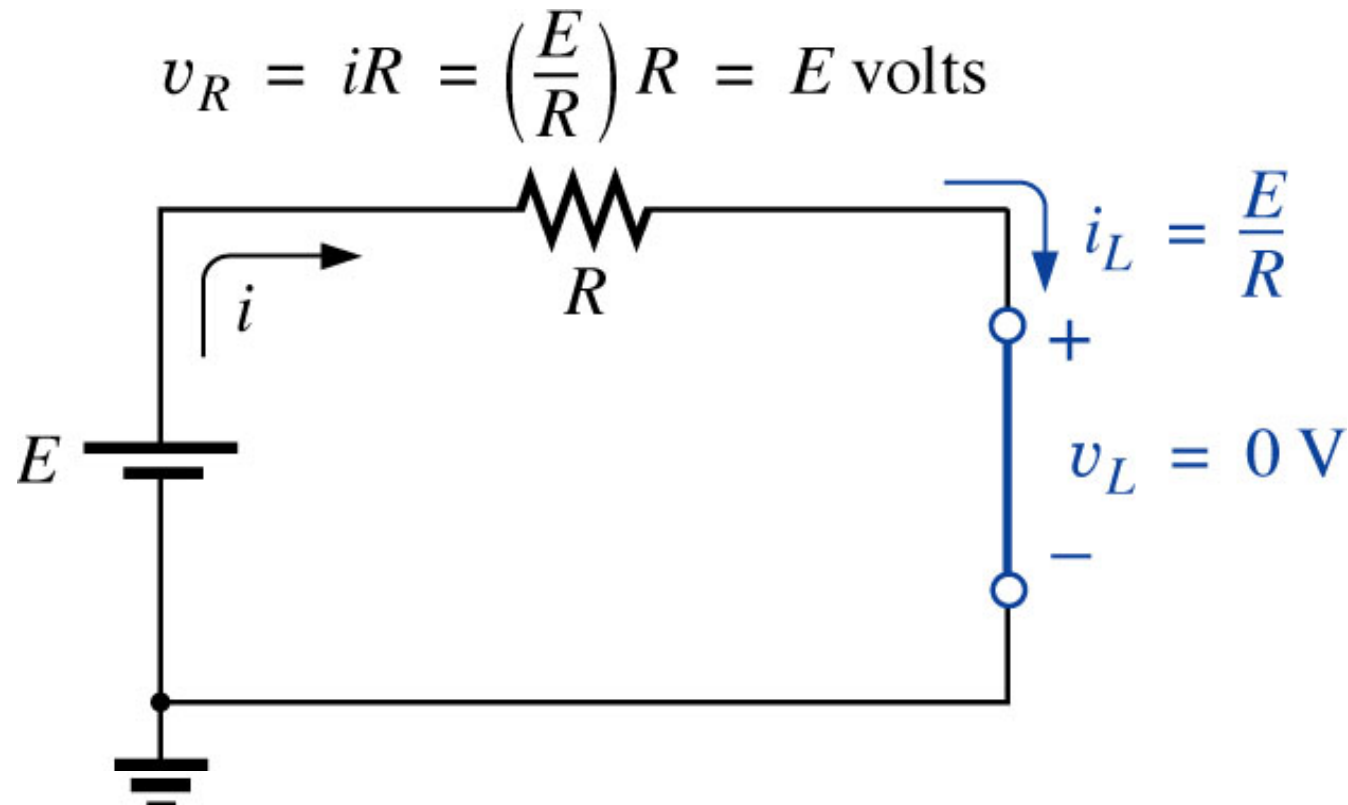 v_R = iR = (E/R) R = E volts
i_L = E/R
i
R
+
E
v_L = 0 V
−